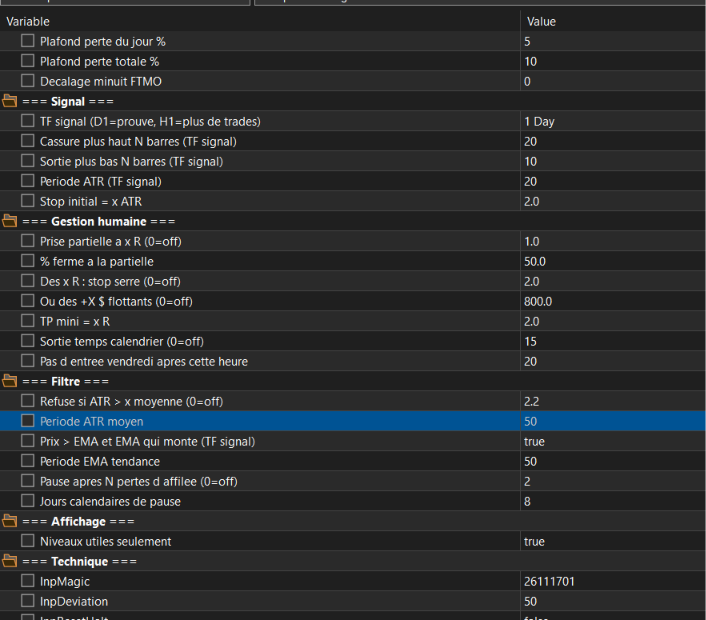 Variable Value
Plafond perte du jour % 5
Plafond perte totale % 10
Decalage minuit FTMO 0
=== Signal ===
TF signal (D1=prouve, H1=plus de trades) 1 Day
Cassure plus haut N barres (TF signal) 20
Sortie plus bas N barres (TF signal) 10
Periode ATR (TF signal) 20
Stop initial = x ATR 2.0
=== Gestion humaine ===
Prise partielle a x R (0=off) 1.0
% ferme a la partielle 50.0
Des x R : stop serre (0=off) 2.0
Ou des +X $ flottants (0=off) 800.0
TP mini = x R 2.0
Sortie temps calendrier (0=off) 15
Pas d entree vendredi apres cette heure 20
=== Filtre ===
Refuse si ATR > x moyenne (0=off) 2.2
Periode ATR moyen 50
Prix > EMA et EMA qui monte (TF signal) true
Periode EMA tendance 50
Pause apres N pertes d affilee (0=off) 2
Jours calendaires de pause 8
=== Affichage ===
Niveaux utiles seulement true
=== Technique ===
InpMagic 26111701
InpDeviation 50